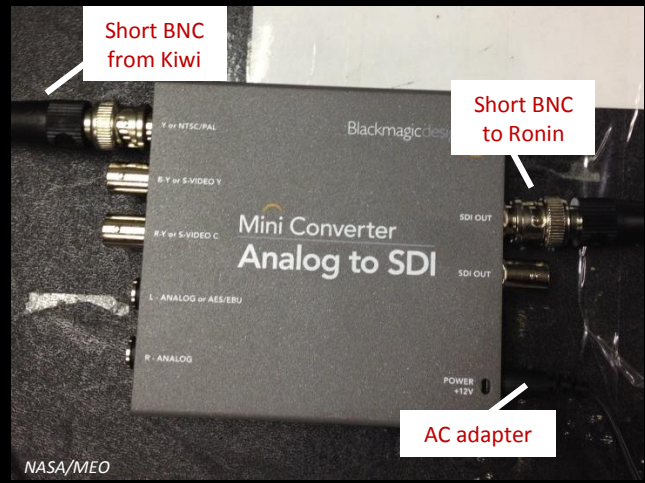 Short BNC
from Kiwi
Y or NTSC/PAL
Blackmagicdesign
Short BNC
to Ronin
B-Y or S-VIDEO Y
R-Y or S-VIDEO C
Mini Converter
Analog to SDI
SDI OUT
SDI OUT
L - ANALOG or AES/EBU
R - ANALOG
POWER
+12V
AC adapter
NASA/MEO